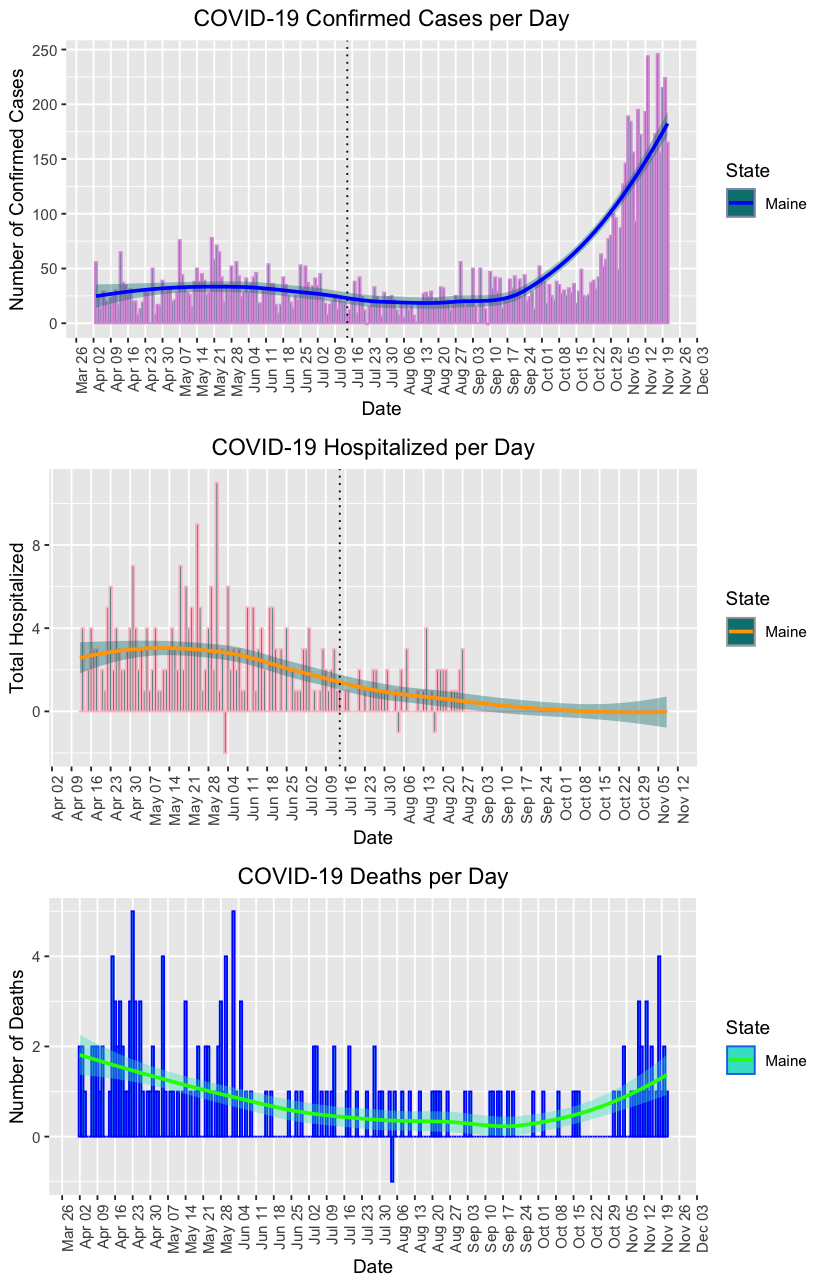 COVID-19 Confirmed Cases per Day
Number of Confirmed Cases
250
200
150
100
50
0
Mar 26
Apr 02
Apr 09
Apr 16
Apr 23
Apr 30
May 07
May 14
May 21
May 28
Jun 04
Jun 11
Jun 18
Jun 25
Jul 02
Jul 09
Jul 16
Jul 23
Jul 30
Aug 06
Aug 13
Aug 20
Aug 27
Sep 03
Sep 10
Sep 17
Sep 24
Oct 01
Oct 08
Oct 15
Oct 22
Oct 29
Nov 05
Nov 12
Nov 19
Nov 26
Dec 03
Date
State
Maine
COVID-19 Hospitalized per Day
Total Hospitalized
8
4
0
Apr 02
Apr 09
Apr 16
Apr 23
Apr 30
May 07
May 14
May 21
May 28
Jun 04
Jun 11
Jun 18
Jun 25
Jul 02
Jul 09
Jul 16
Jul 23
Jul 30
Aug 06
Aug 13
Aug 20
Aug 27
Sep 03
Sep 10
Sep 17
Sep 24
Oct 01
Oct 08
Oct 15
Oct 22
Oct 29
Nov 05
Nov 12
Date
State
Maine
COVID-19 Deaths per Day
Number of Deaths
4
2
0
Mar 26
Apr 02
Apr 09
Apr 16
Apr 23
Apr 30
May 07
May 14
May 21
May 28
Jun 04
Jun 11
Jun 18
Jun 25
Jul 02
Jul 09
Jul 16
Jul 23
Jul 30
Aug 06
Aug 13
Aug 20
Aug 27
Sep 03
Sep 10
Sep 17
Sep 24
Oct 01
Oct 08
Oct 15
Oct 22
Oct 29
Nov 05
Nov 12
Nov 19
Nov 26
Dec 03
Date
State
Maine